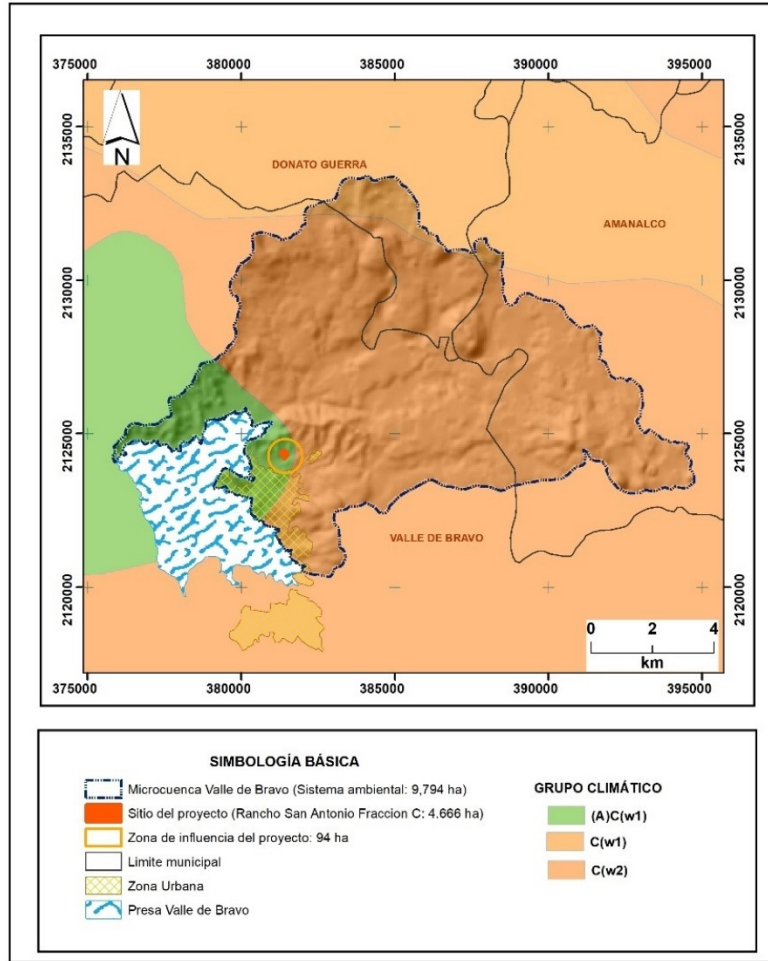 375000 380000 385000 390000 395000
2135000
2135000
N
DONATO GUERRA
AMANALCO
2130000
2130000
2125000
2125000
VALLE DE BRAVO
2120000
2120000
0 2 4
km
375000 380000 385000 390000 395000
SIMBOLOGÍA BÁSICA
Microcuenca Valle de Bravo (Sistema ambiental: 9,794 ha)
Sitio del proyecto (Rancho San Antonio Fraccion C: 4.666 ha)
Zona de influencia del proyecto: 94 ha
Limite municipal
Zona Urbana
Presa Valle de Bravo
GRUPO CLIMÁTICO
(A)C(w1)
C(w1)
C(w2)